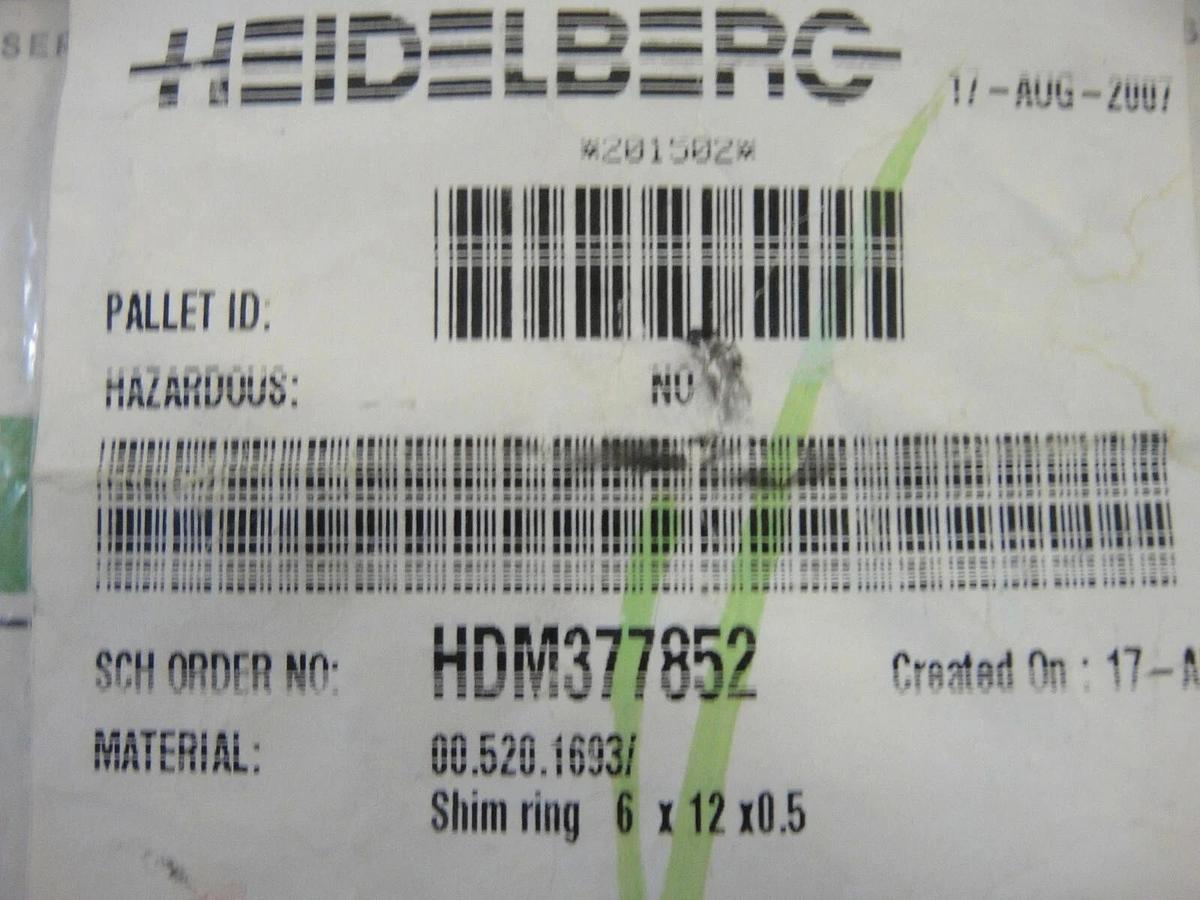 HEIDELBERG
17-AUG-2007
*201502*
PALLET ID:
HAZARDOUS: NO
SCH ORDER NO: HDM377852 Created On : 17-A
MATERIAL: 00.520.1693/
Shim ring 6 x 12 x0.5